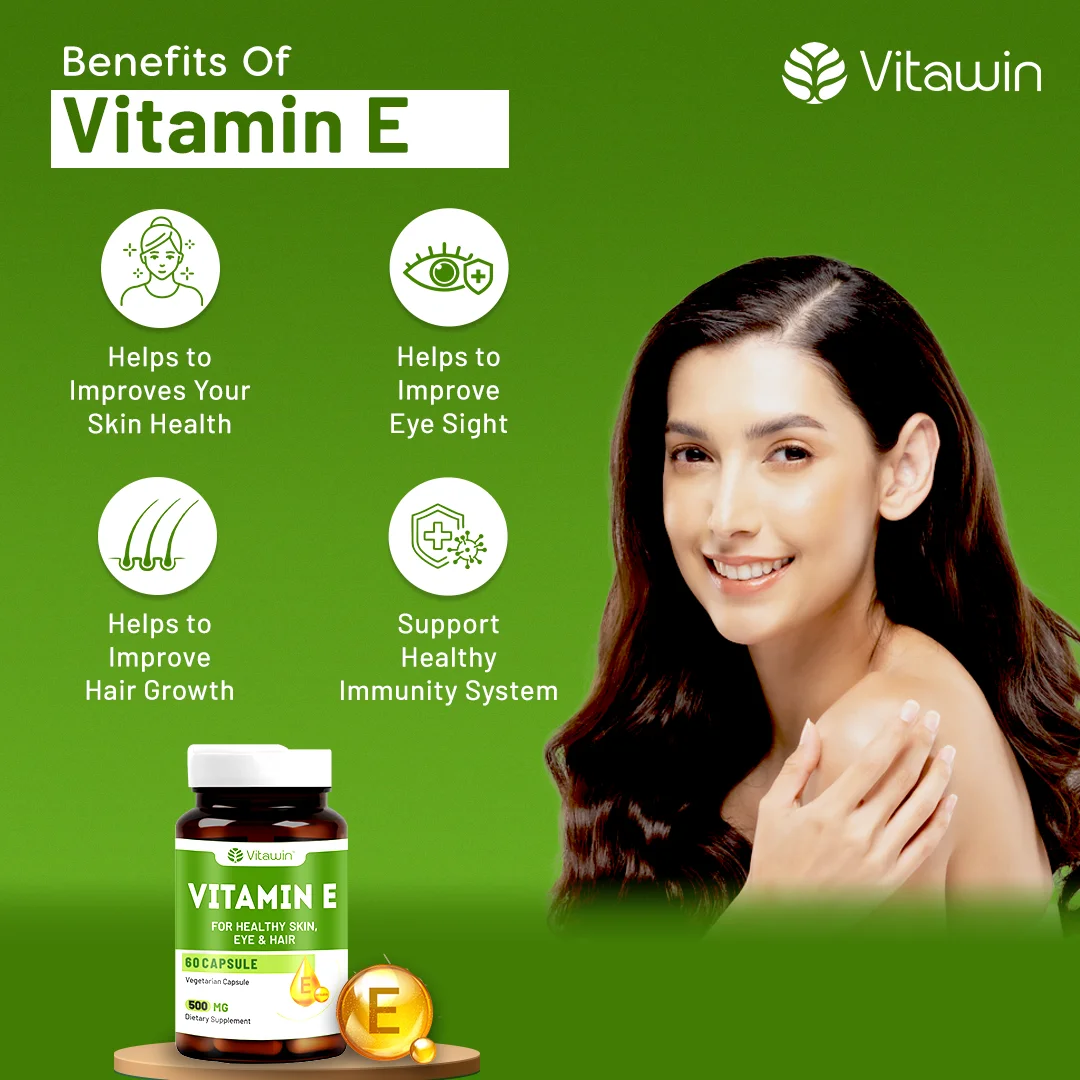 Benefits Of
Vitamin E
Vitawin
Helps to
Improves Your
Skin Health
Helps to
Improve
Eye Sight
Helps to
Improve
Hair Growth
Support
Healthy
Immunity System
Vitawin
VITAMIN E
FOR HEALTHY SKIN,
EYE & HAIR
60 CAPSULE
Vegetarian Capsule
E
500 MG
Dietary Supplement
E